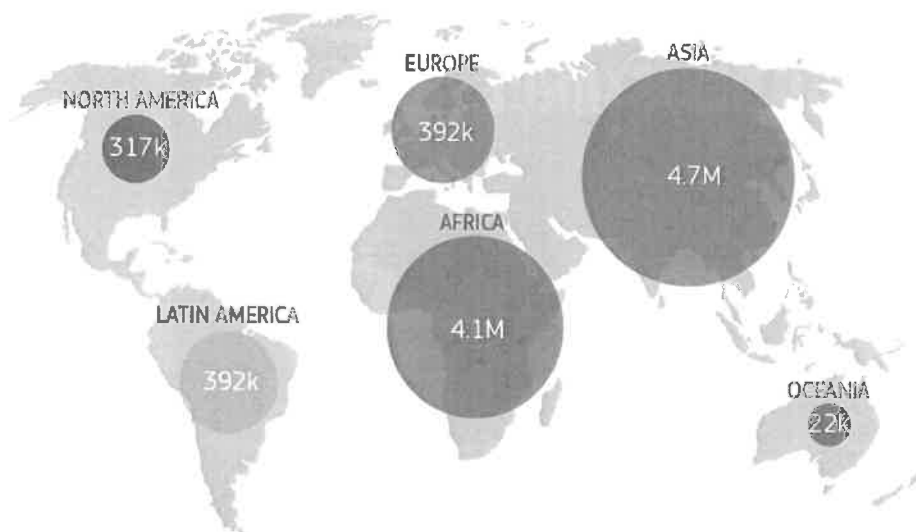 EUROPE
ASIA
NORTH AMERICA
392k
317k
4.7M
AFRICA
LATIN AMERICA
4.1M
392k
OCEANIA
22k